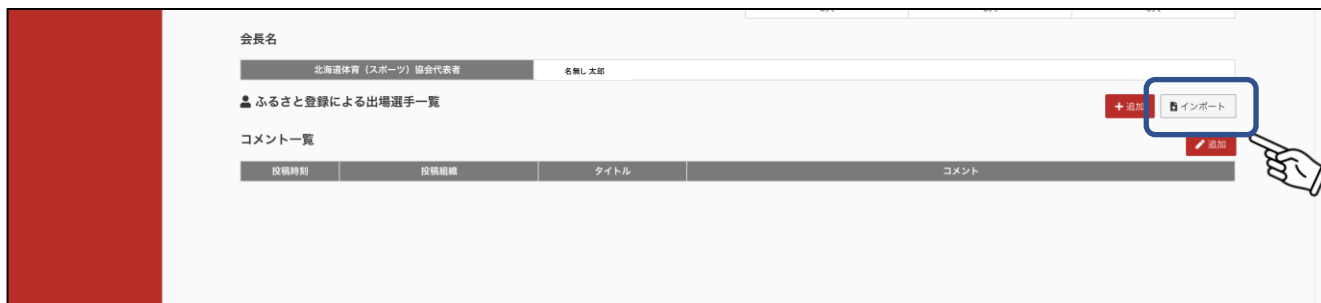 会長名
北海道体育（スポーツ）協会代表者 名無し 太郎
ふるさと登録による出場選手一覧 + 追加 インポート
コメント一覧 追加
投稿時刻 投稿組織 タイトル コメント